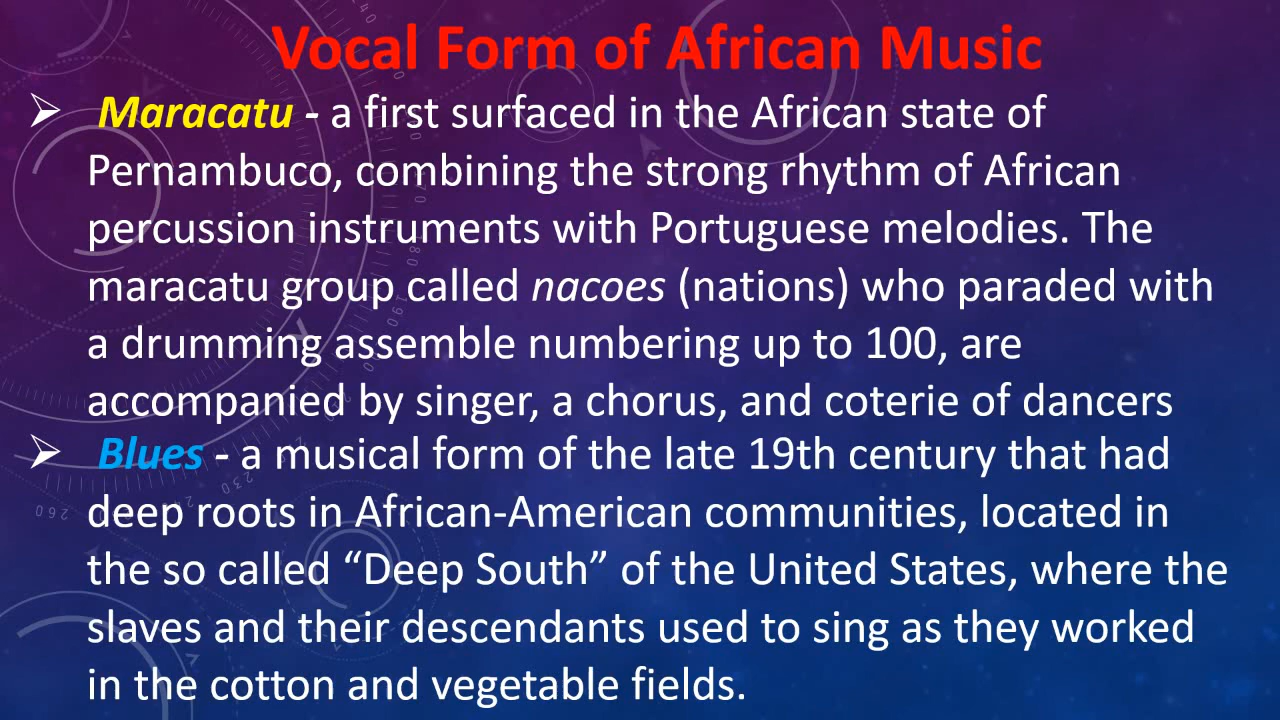 Vocal Form of African Music
➢ Maracatu - a first surfaced in the African state of
Pernambuco, combining the strong rhythm of African
percussion instruments with Portuguese melodies. The
maracatu group called nacoes (nations) who paraded with
a drumming assemble numbering up to 100, are
accompanied by singer, a chorus, and coterie of dancers
➢ Blues - a musical form of the late 19th century that had
deep roots in African-American communities, located in
the so called “Deep South” of the United States, where the
slaves and their descendants used to sing as they worked
in the cotton and vegetable fields.
260
230